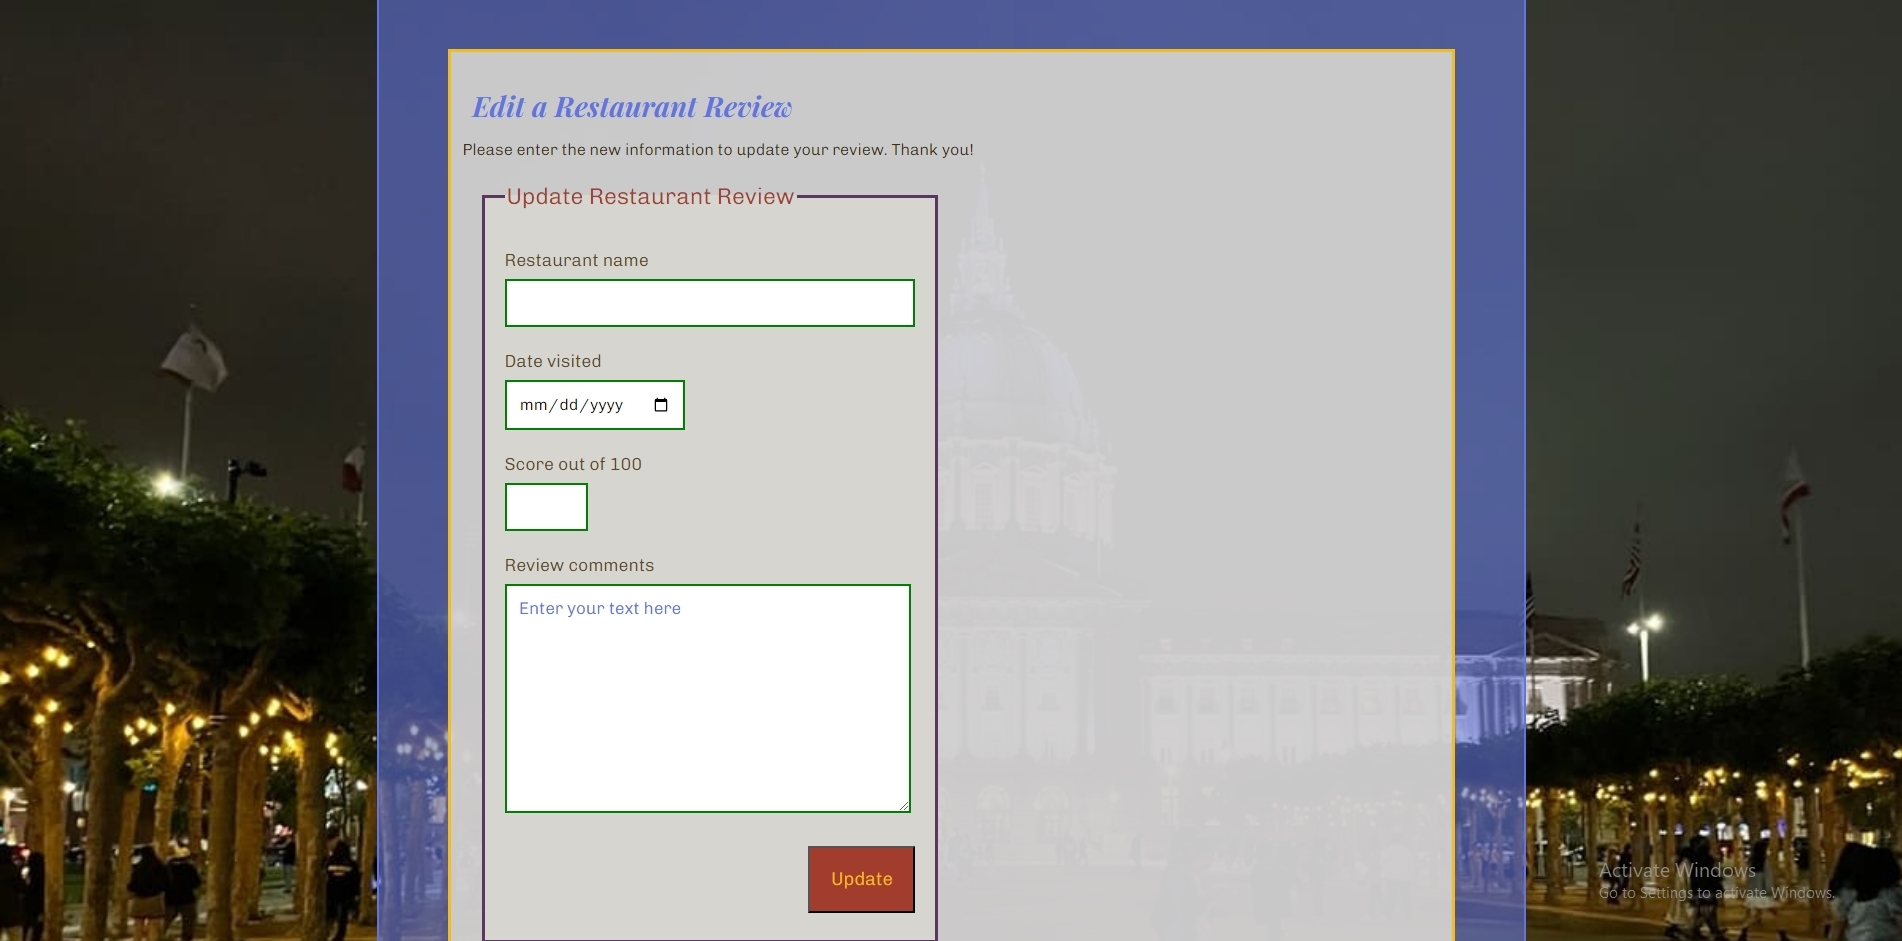 Edit a Restaurant Review
Please enter the new information to update your review. Thank you!
Update Restaurant Review
Restaurant name
Date visited
mm/dd/yyyy
Score out of 100
Review comments
Enter your text here
Update
Activate Windows
Go to Settings to activate Windows.